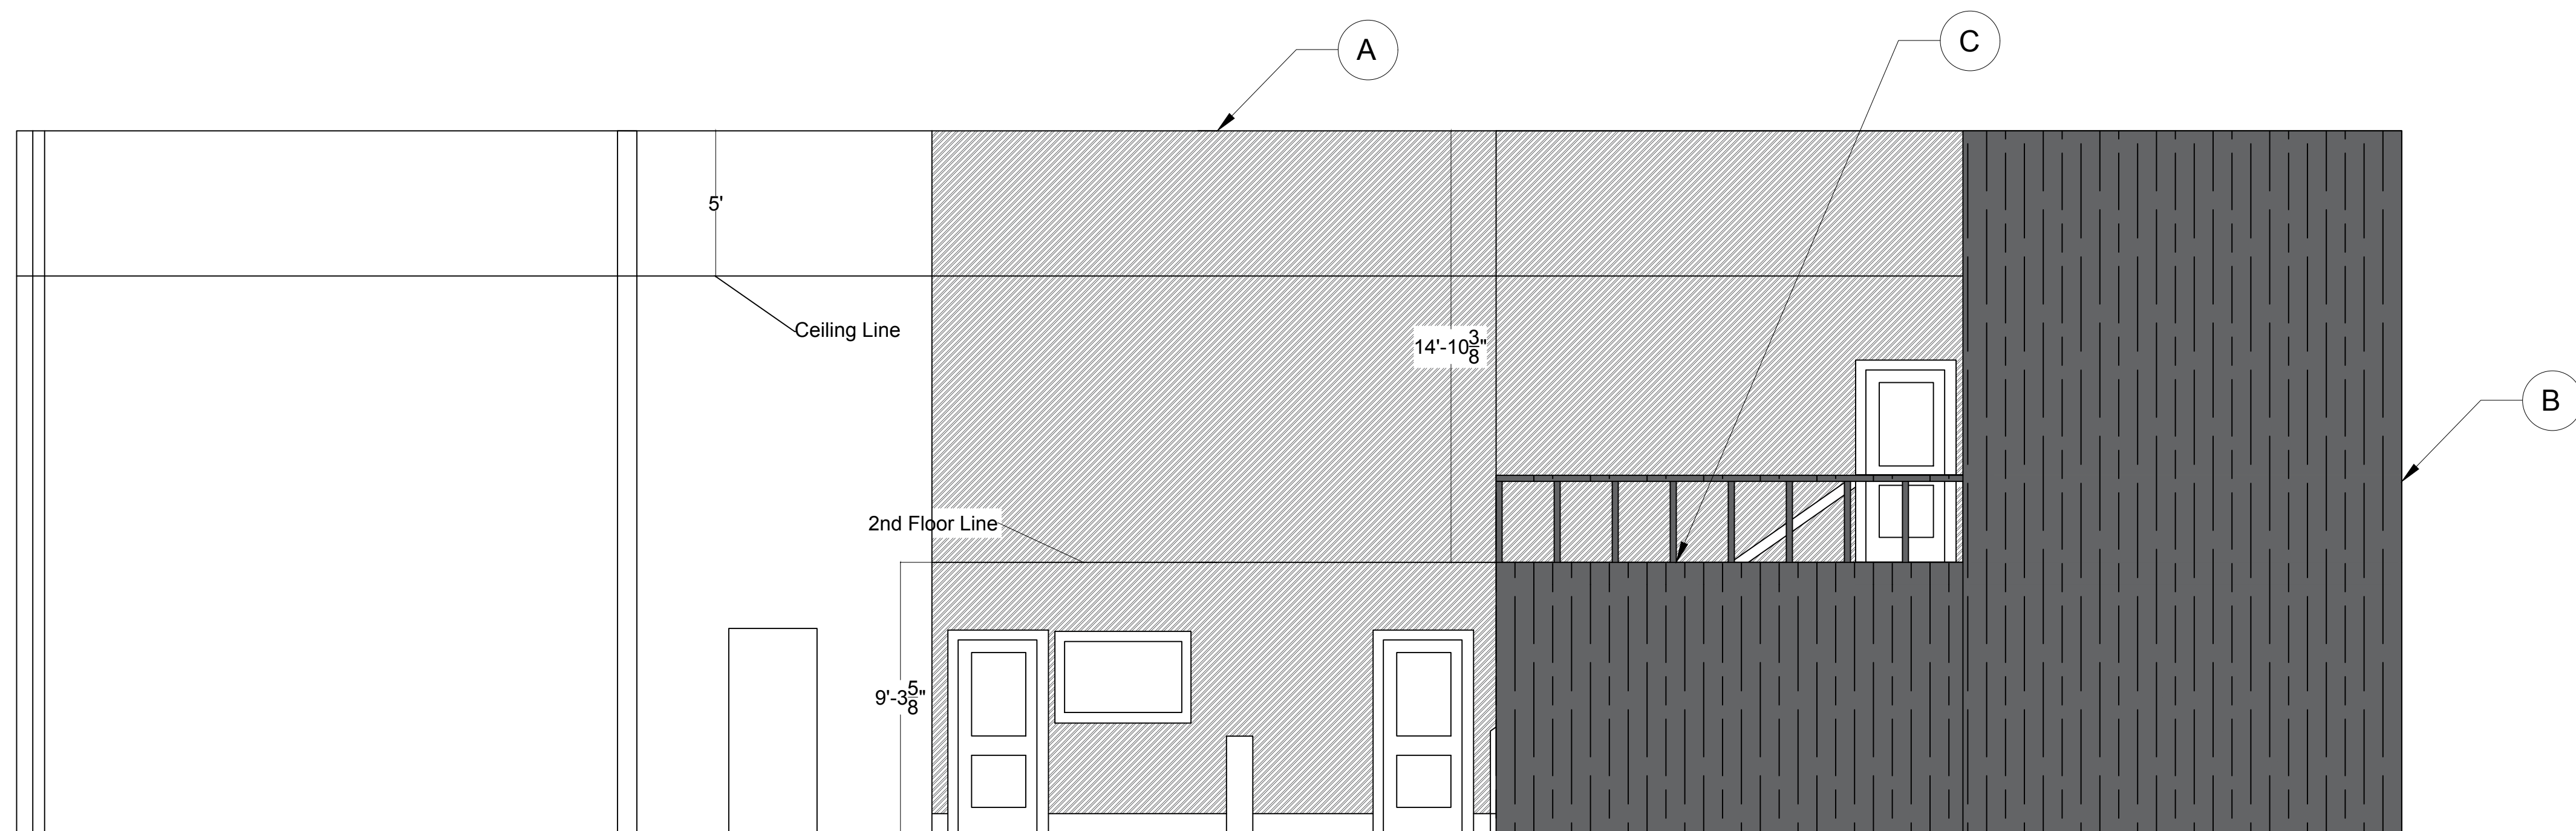 A
C
5'
Ceiling Line
14'-10 3/8"
B
2nd Floor Line
9'-3 5/8"